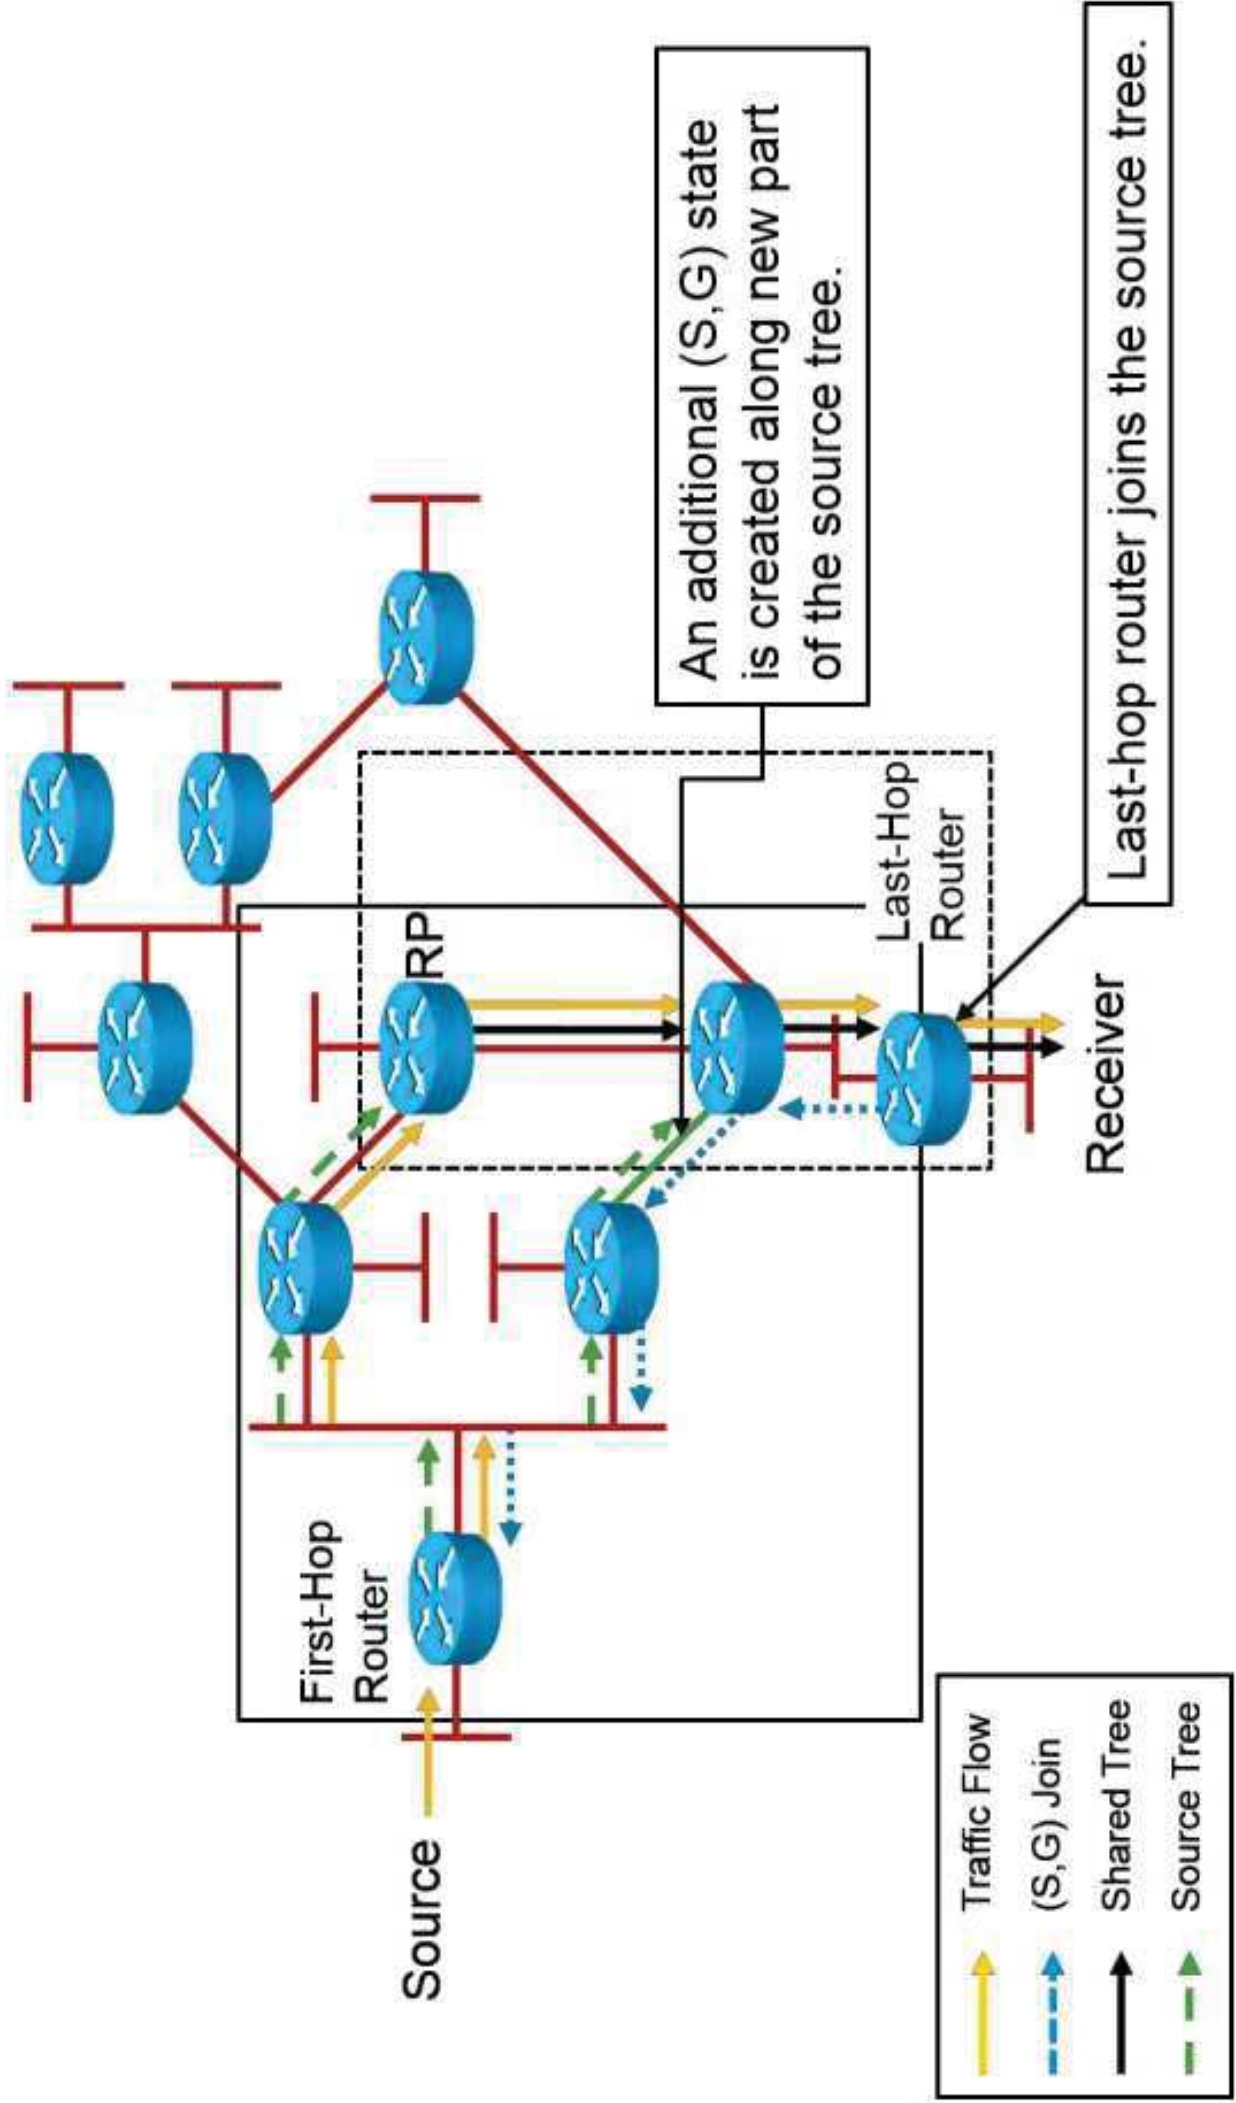 Source
First-Hop
Router
RP
Last-Hop
Router
Receiver
An additional (S,G) state
is created along new part
of the source tree.
Last-hop router joins the source tree.
Traffic Flow
(S,G) Join
Shared Tree
Source Tree